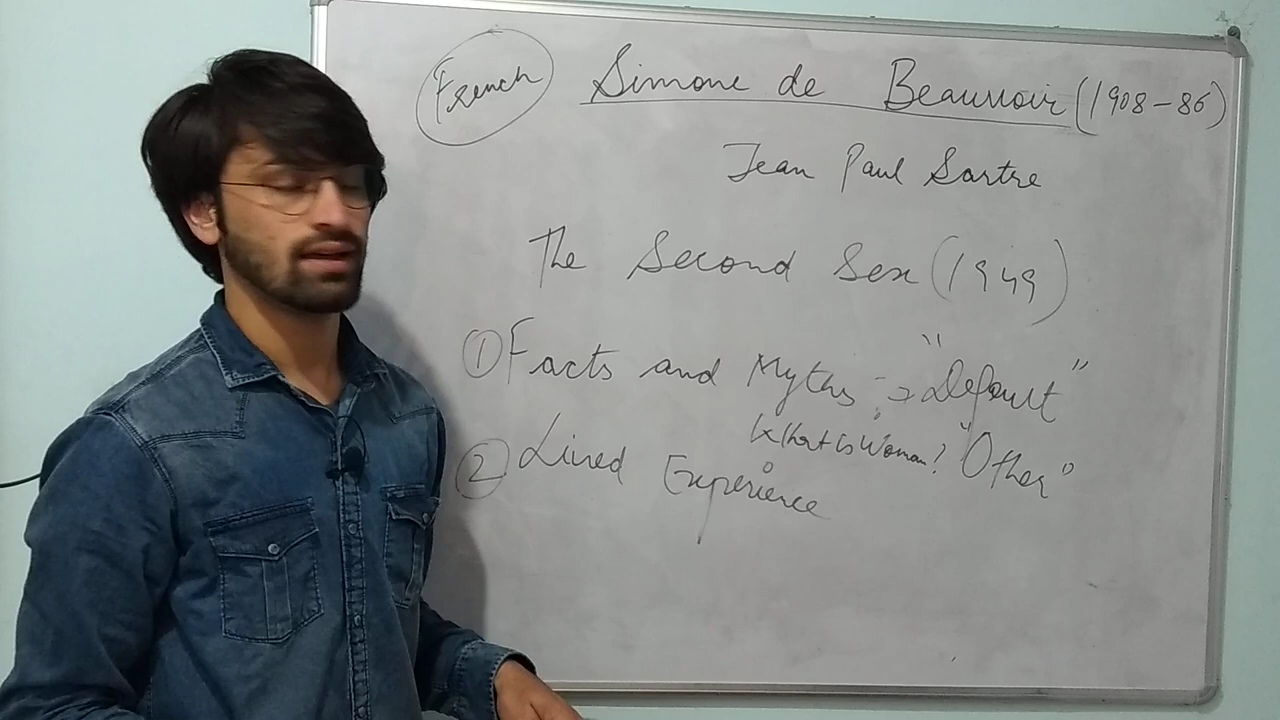 French Simone de Beauvoir (1908-86)
Jean Paul Sartre
The Second Sex (1949)
① Facts and Myths :⇒ "Default"
What is Woman? "Other"
② Lived Experience